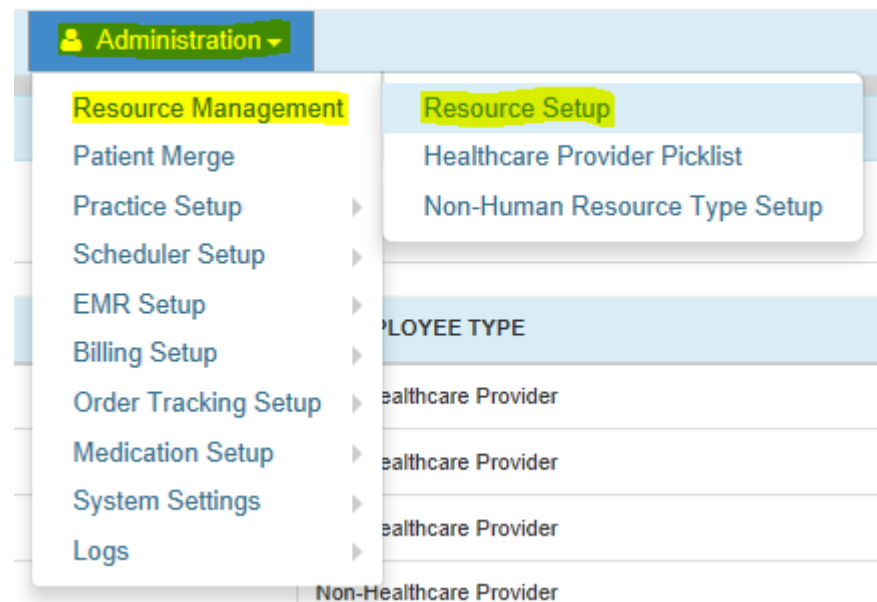 Administration
Resource Management
Resource Setup
Patient Merge
Healthcare Provider Picklist
Practice Setup
Non-Human Resource Type Setup
Scheduler Setup
EMR Setup
PLOYEE TYPE
Billing Setup
Order Tracking Setup
ealthcare Provider
Medication Setup
ealthcare Provider
System Settings
ealthcare Provider
Logs
Non-Healthcare Provider